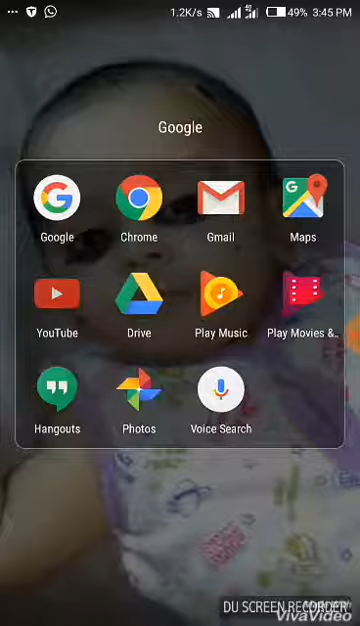 1.2K/s 4G 49% 3:45 PM
Google
Google Chrome Gmail Maps
YouTube Drive Play Music Play Movies &..
Hangouts Photos Voice Search
DU SCREEN RECORDER
VivaVideo